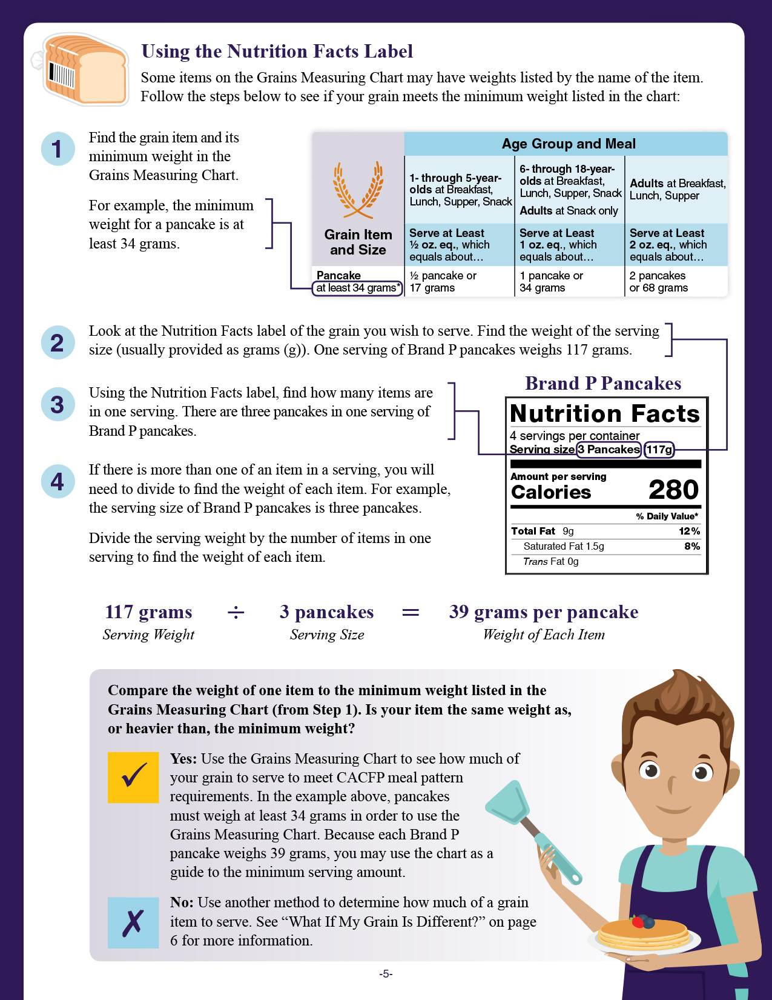 Using the Nutrition Facts Label
Some items on the Grains Measuring Chart may have weights listed by the name of the item.
Follow the steps below to see if your grain meets the minimum weight listed in the chart:
1
Find the grain item and its
minimum weight in the
Grains Measuring Chart.
For example, the minimum
weight for a pancake is at
least 34 grams.
Grain Item
and Size
Age Group and Meal
1- through 5-year-
olds at Breakfast,
Lunch, Supper, Snack
6- through 18-year-
olds at Breakfast,
Lunch, Supper, Snack
Adults at Snack only
Adults at Breakfast,
Lunch, Supper
Serve at Least
½ oz. eq., which
equals about…
Serve at Least
1 oz. eq., which
equals about…
Serve at Least
2 oz. eq., which
equals about…
Pancake
at least 34 grams*
½ pancake or
17 grams
1 pancake or
34 grams
2 pancakes
or 68 grams
2
Look at the Nutrition Facts label of the grain you wish to serve. Find the weight of the serving
size (usually provided as grams (g)). One serving of Brand P pancakes weighs 117 grams.
3
Using the Nutrition Facts label, find how many items are
in one serving. There are three pancakes in one serving of
Brand P pancakes.
4
If there is more than one of an item in a serving, you will
need to divide to find the weight of each item. For example,
the serving size of Brand P pancakes is three pancakes.
Divide the serving weight by the number of items in one
serving to find the weight of each item.
Brand P Pancakes
Nutrition Facts
4 servings per container
Serving size 3 Pancakes (117g)
Amount per serving
Calories 280
% Daily Value*
Total Fat 9g 12%
Saturated Fat 1.5g 8%
Trans Fat 0g
117 grams ÷ 3 pancakes = 39 grams per pancake
Serving Weight Serving Size Weight of Each Item
Compare the weight of one item to the minimum weight listed in the
Grains Measuring Chart (from Step 1). Is your item the same weight as,
or heavier than, the minimum weight?
Yes: Use the Grains Measuring Chart to see how much of
your grain to serve to meet CACFP meal pattern
requirements. In the example above, pancakes
must weigh at least 34 grams in order to use the
Grains Measuring Chart. Because each Brand P
pancake weighs 39 grams, you may use the chart as a
guide to the minimum serving amount.
No: Use another method to determine how much of a grain
item to serve. See “What If My Grain Is Different?” on page
6 for more information.
-5-